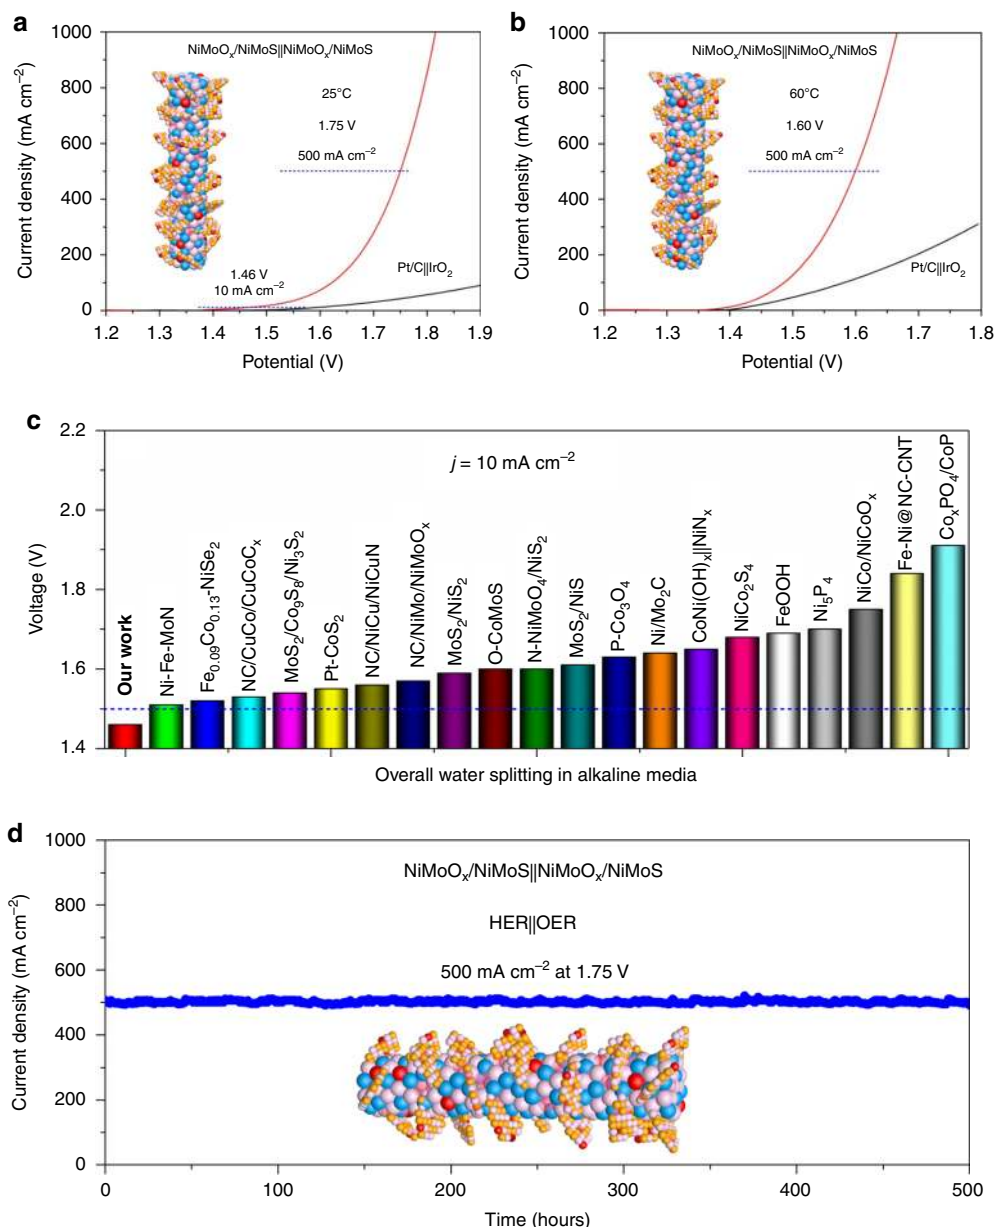 a
1000
800
600
400
200
0
Current density (mA cm⁻²)
NiMoOₓ/NiMoS||NiMoOₓ/NiMoS
25°C
1.75 V
500 mA cm⁻²
1.46 V
10 mA cm⁻²
Pt/C||IrO₂
1.2 1.3 1.4 1.5 1.6 1.7 1.8 1.9
Potential (V)
b
1000
800
600
400
200
0
Current density (mA cm⁻²)
NiMoOₓ/NiMoS||NiMoOₓ/NiMoS
60°C
1.60 V
500 mA cm⁻²
Pt/C||IrO₂
1.2 1.3 1.4 1.5 1.6 1.7 1.8
Potential (V)
c
2.2
2.0
1.8
1.6
1.4
Voltage (V)
j = 10 mA cm⁻²
Our work
Ni-Fe-MoN
Fe₀.₀₉Co₀.₁₃-NiSe₂
NC/CuCo/CuCoCₓ
MoS₂/Co₉S₈/Ni₃S₂
Pt-CoS₂
NC/NiCu/NiCuN
NC/NiMo/NiMoOₓ
MoS₂/NiS₂
O-CoMoS
N-NiMoO₄/NiS₂
MoS₂/NiS
P-Co₃O₄
Ni/Mo₂C
CoNi(OH)ₓ||NiNₓ
NiCo₂S₄
FeOOH
Ni₅P₄
NiCo/NiCoOₓ
Fe-Ni@NC-CNT
CoₓPO₄/CoP
Overall water splitting in alkaline media
d
1000
800
600
400
200
0
Current density (mA cm⁻²)
NiMoOₓ/NiMoS||NiMoOₓ/NiMoS
HER||OER
500 mA cm⁻² at 1.75 V
0 100 200 300 400 500
Time (hours)